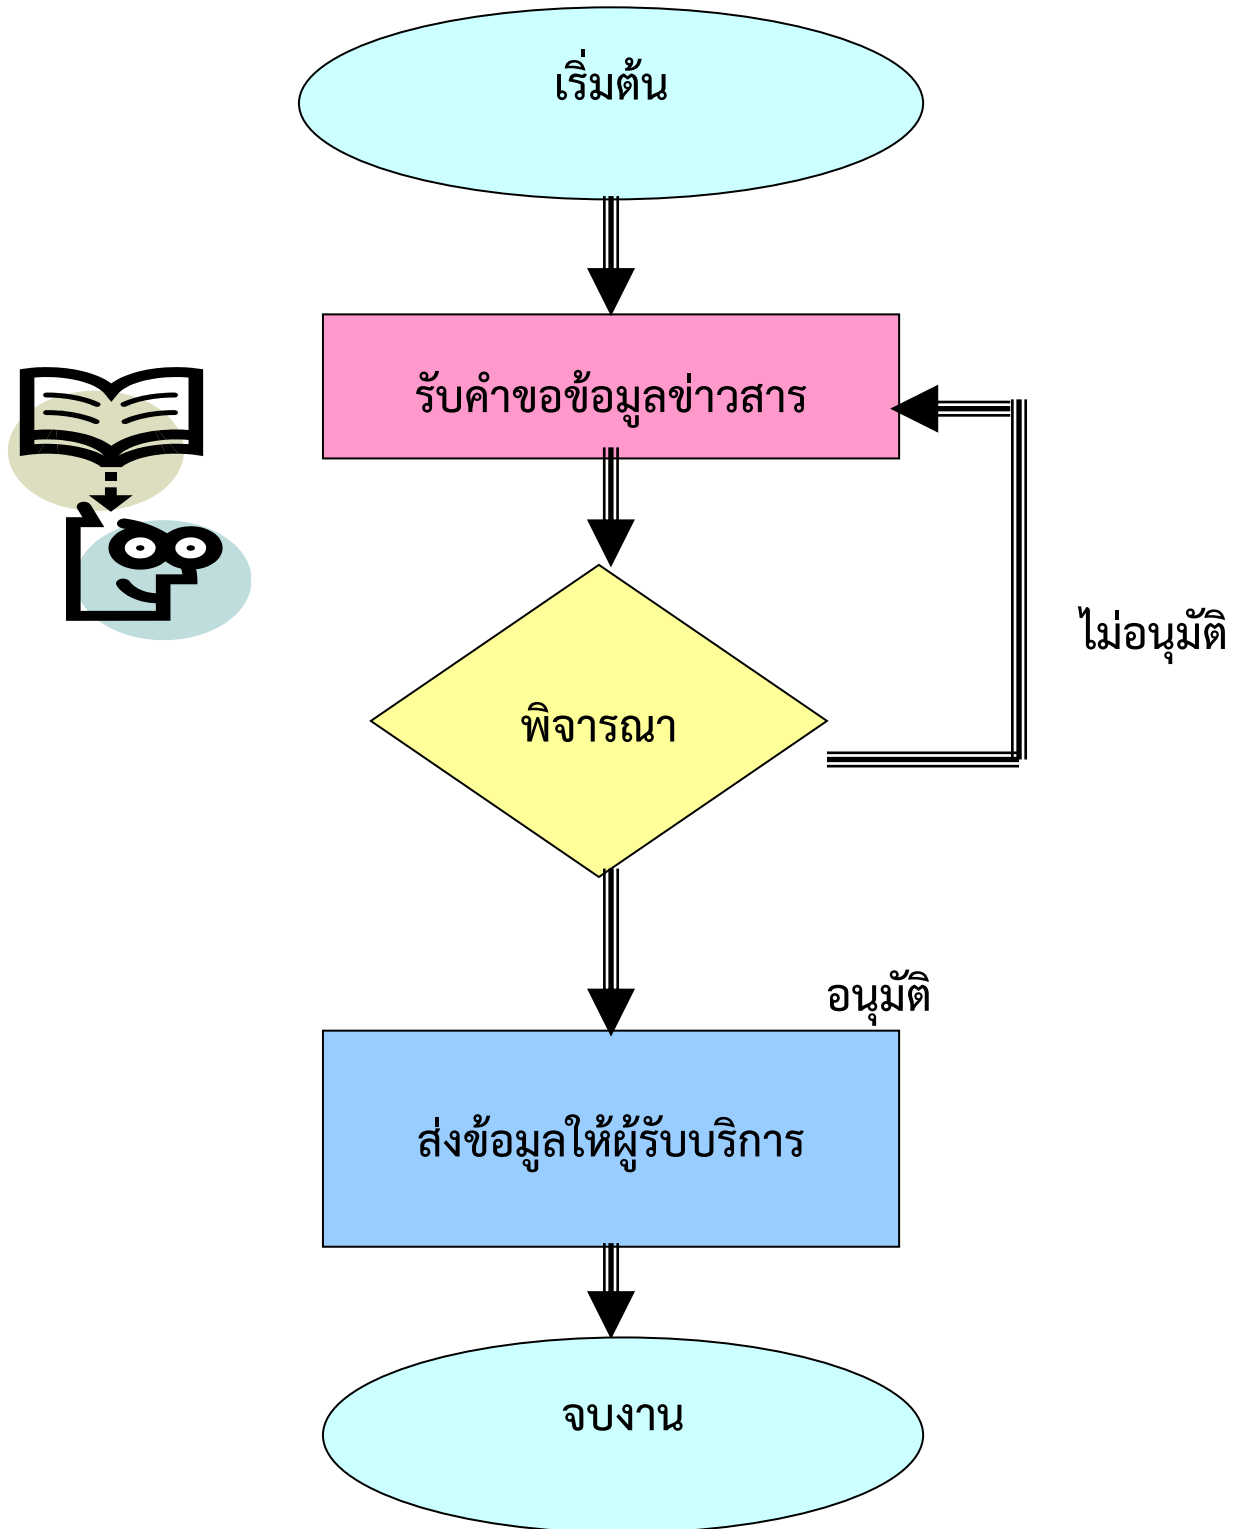 เริ่มต้น
รับคำขอข้อมูลข่าวสาร
ไม่อนุมัติ
พิจารณา
อนุมัติ
ส่งข้อมูลให้ผู้รับบริการ
จบงาน